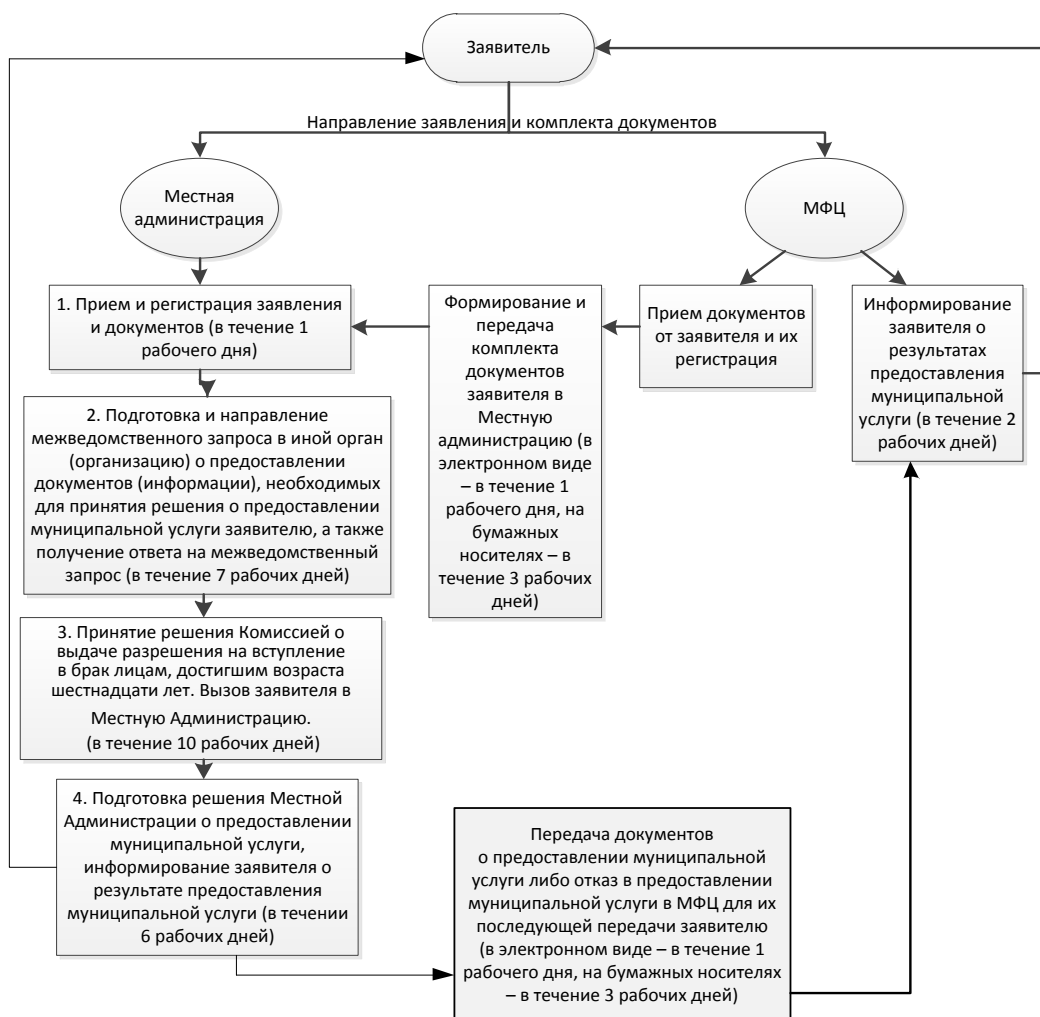 Заявитель
Направление заявления и комплекта документов
Местная
администрация
МФЦ
1. Прием и регистрация заявления
и документов (в течение 1
рабочего дня)
Формирование и
передача
комплекта
документов
заявителя в
Местную
администрацию (в
электронном виде
– в течение 1
рабочего дня, на
бумажных
носителях – в
течение 3 рабочих
дней)
Прием документов
от заявителя и их
регистрация
Информирование
заявителя о
результатах
предоставления
муниципальной
услуги (в течение 2
рабочих дней)
2. Подготовка и направление
межведомственного запроса в иной орган
(организацию) о предоставлении
документов (информации), необходимых
для принятия решения о предоставлении
муниципальной услуги заявителю, а также
получение ответа на межведомственный
запрос (в течение 7 рабочих дней)
3. Принятие решения Комиссией о
выдаче разрешения на вступление
в брак лицам, достигшим возраста
шестнадцати лет. Вызов заявителя в
Местную Администрацию.
(в течение 10 рабочих дней)
4. Подготовка решения Местной
Администрации о предоставлении
муниципальной услуги,
информирование заявителя о
результате предоставления
муниципальной услуги (в течении
6 рабочих дней)
Передача документов
о предоставлении муниципальной
услуги либо отказ в предоставлении
муниципальной услуги в МФЦ для их
последующей передачи заявителю
(в электронном виде – в течение 1
рабочего дня, на бумажных носителях
– в течение 3 рабочих дней)